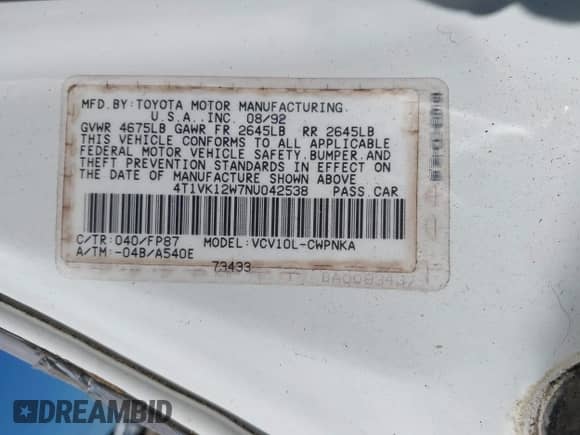 MFD.BY:TOYOTA MOTOR MANUFACTURING
U.S.A.,INC. 08/92
GVWR 4675LB GAWR FR 2645LB RR 2645LB
THIS VEHICLE CONFORMS TO ALL APPLICABLE
FEDERAL MOTOR VEHICLE SAFETY,BUMPER,AND
THEFT PREVENTION STANDARDS IN EFFECT ON
THE DATE OF MANUFACTURE SHOWN ABOVE.
4T1VK12W7NU042538 PASS.CAR
C/TR:040/FP87 MODEL:VCV10L-CWPNKA
A/TM:-04B/A540E
73433
DREAMBID